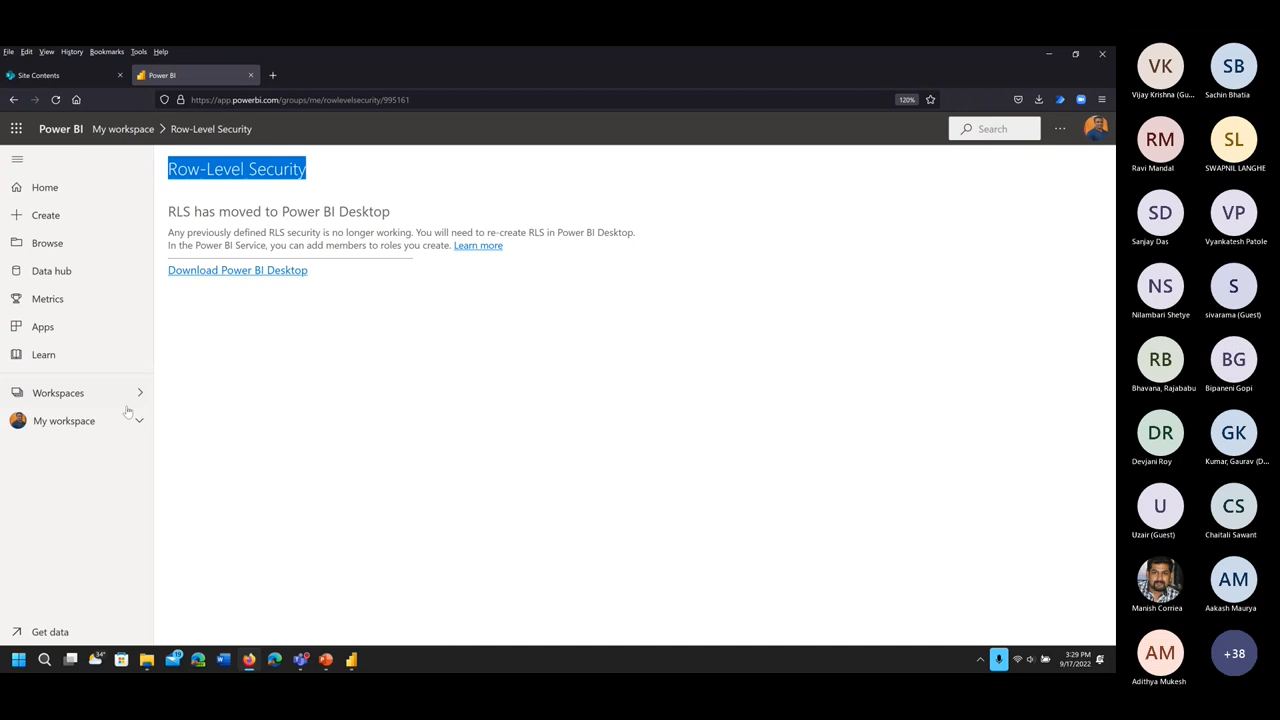 File Edit View History Bookmarks Tools Help
Site Contents
Power BI
https://app.powerbi.com/groups/me/rowlevelsecurity/995161
120%
Power BI My workspace Row-Level Security
Search
Row-Level Security
RLS has moved to Power BI Desktop
Any previously defined RLS security is no longer working. You will need to re-create RLS in Power BI Desktop.
In the Power BI Service, you can add members to roles you create. Learn more
Download Power BI Desktop
Home
Create
Browse
Data hub
Metrics
Apps
Learn
Workspaces
My workspace
Get data
34°
19
3:29 PM
9/17/2022
VK
Vijay Krishna (Gu...
SB
Sachin Bhatia
RM
Ravi Mandal
SL
SWAPNIL LANGHE
SD
Sanjay Das
VP
Vyankatesh Patole
NS
Nilambari Shetye
S
sivarama (Guest)
RB
Bhavana, Rajababu
BG
Bipaneni Gopi
DR
Devjani Roy
GK
Kumar, Gaurav (D...
U
Uzair (Guest)
CS
Chaitali Sawant
Manish Corriea
AM
Aakash Maurya
AM
Adithya Mukesh
+38